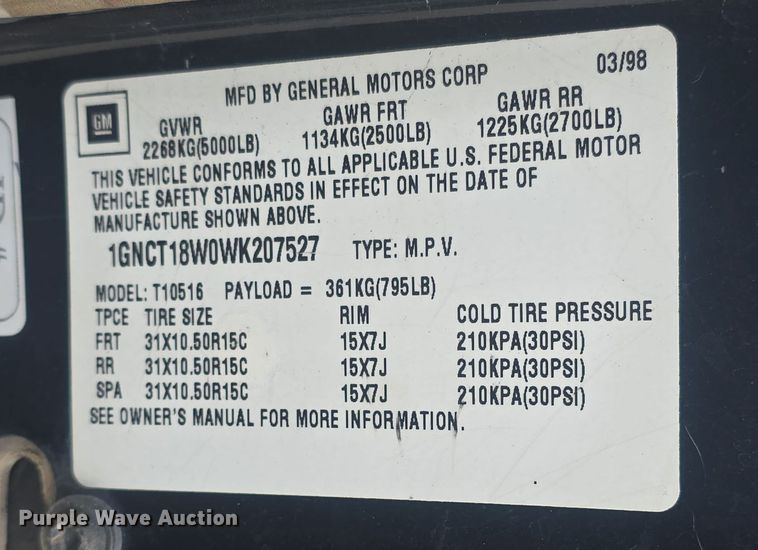 MFD BY GENERAL MOTORS CORP 03/98
GM
GVWR GAWR FRT GAWR RR
2268KG(5000LB) 1134KG(2500LB) 1225KG(2700LB)
THIS VEHICLE CONFORMS TO ALL APPLICABLE U.S. FEDERAL MOTOR
VEHICLE SAFETY STANDARDS IN EFFECT ON THE DATE OF
MANUFACTURE SHOWN ABOVE.
1GNCT18W0WK207527 TYPE: M.P.V.
MODEL: T10516 PAYLOAD = 361KG(795LB)
TPCE TIRE SIZE RIM COLD TIRE PRESSURE
FRT 31X10.50R15C 15X7J 210KPA(30PSI)
RR 31X10.50R15C 15X7J 210KPA(30PSI)
SPA 31X10.50R15C 15X7J 210KPA(30PSI)
SEE OWNER'S MANUAL FOR MORE INFORMATION.
Purple Wave Auction